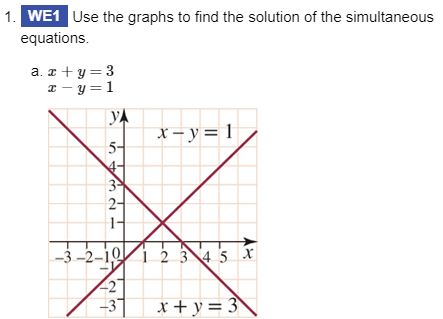 1. WE1 Use the graphs to find the solution of the simultaneous
equations.
a. x + y = 3
x − y = 1
y
x − y = 1
5
4
3
2
1
−3 −2 −1 0 1 2 3 4 5 x
−1
−2
−3
x + y = 3